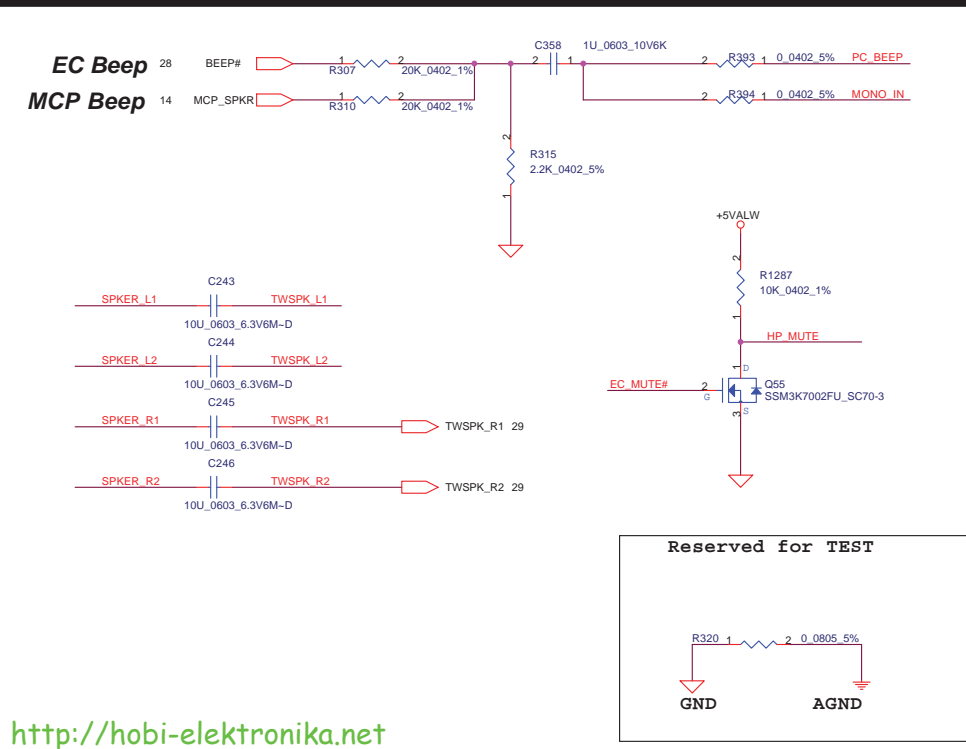 C358 1U_0603_10V6K
EC Beep 28 BEEP# 1 2 2 1 2 R393 1 0_0402_5% PC_BEEP
R307 20K_0402_1%
MCP Beep 14 MCP_SPKR 1 2 2 R394 1 0_0402_5% MONO_IN
R310 20K_0402_1%
2
R315
2.2K_0402_5%
1
+5VALW
2
R1287
10K_0402_1%
1
HP_MUTE
C243
SPKER_L1 TWSPK_L1
10U_0603_6.3V6M~D
C244
SPKER_L2 TWSPK_L2
10U_0603_6.3V6M~D
1 D
EC_MUTE# 2 G Q55
SSM3K7002FU_SC70-3
3 S
C245
SPKER_R1 TWSPK_R1 TWSPK_R1 29
10U_0603_6.3V6M~D
C246
SPKER_R2 TWSPK_R2 TWSPK_R2 29
10U_0603_6.3V6M~D
Reserved for TEST
R320 1 2 0_0805_5%
GND AGND
http://hobi-elektronika.net